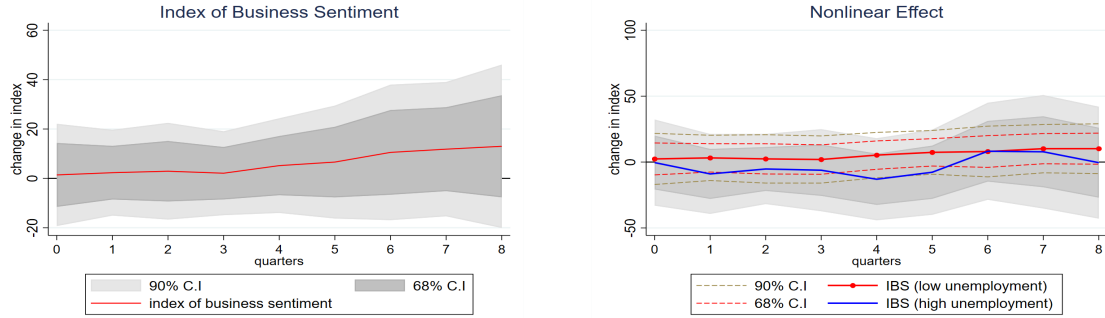 Index of Business Sentiment
60
40
20
0
-20
change in index
0 1 2 3 4 5 6 7 8
quarters
90% C.I 68% C.I
index of business sentiment
Nonlinear Effect
100
50
0
-50
change in index
0 1 2 3 4 5 6 7 8
quarters
90% C.I IBS (low unemployment)
68% C.I IBS (high unemployment)